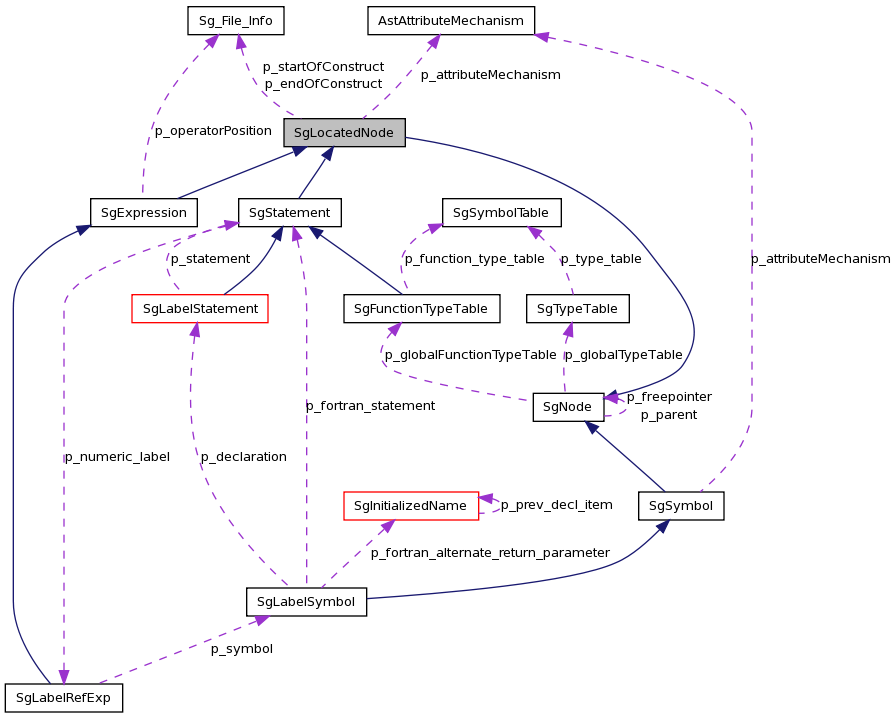 Sg_File_Info
AstAttributeMechanism
p_startOfConstruct
p_endOfConstruct
p_attributeMechanism
p_operatorPosition
SgLocatedNode
SgExpression
SgStatement
SgSymbolTable
p_statement
p_function_type_table
p_type_table
p_attributeMechanism
SgLabelStatement
SgFunctionTypeTable
SgTypeTable
p_globalFunctionTypeTable
p_globalTypeTable
SgNode
p_freepointer
p_parent
p_fortran_statement
p_numeric_label
p_declaration
SgInitializedName
p_prev_decl_item
SgSymbol
p_fortran_alternate_return_parameter
SgLabelSymbol
p_symbol
SgLabelRefExp